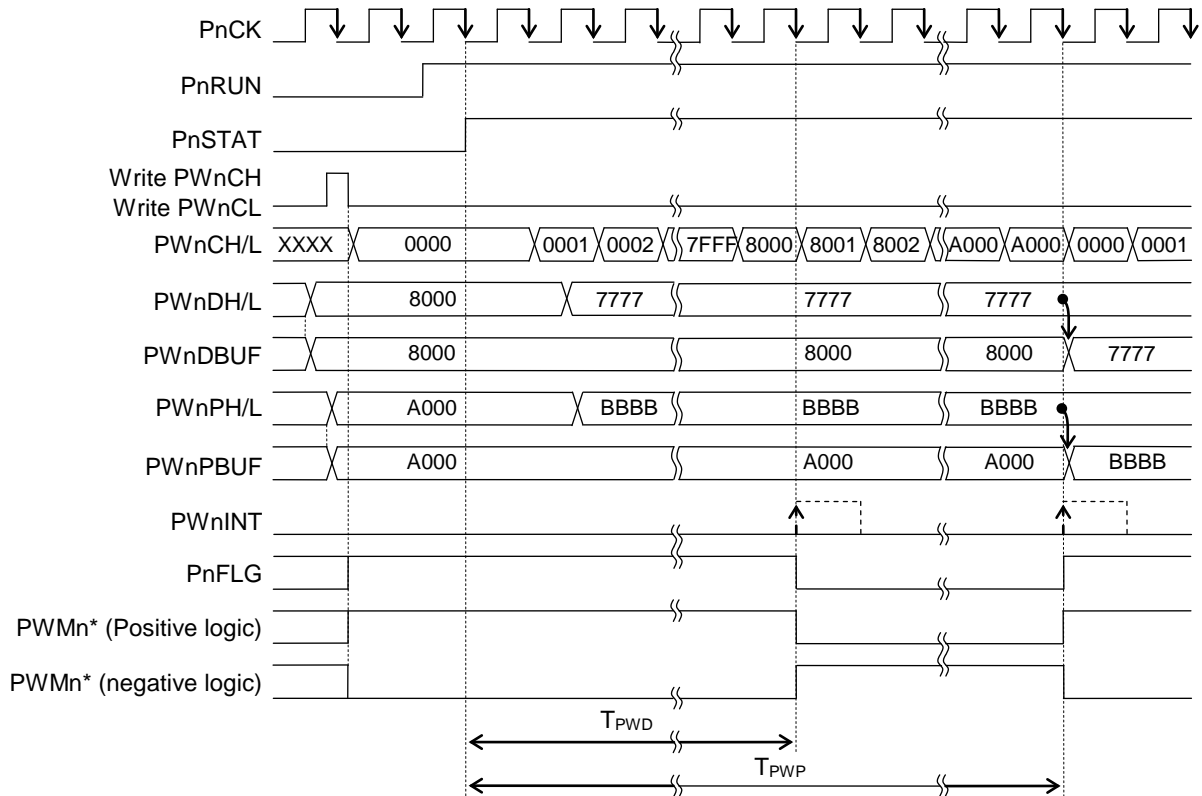 PnCK
PnRUN
PnSTAT
Write PWnCH
Write PWnCL
PWnCH/L XXXX 0000 0001 0002 7FFF 8000 8001 8002 A000 A000 0000 0001
PWnDH/L 8000 7777 7777 7777
PWnDBUF 8000 8000 8000 7777
PWnPH/L A000 BBBB BBBB BBBB
PWnPBUF A000 A000 A000 BBBB
PWnINT
PnFLG
PWMn* (Positive logic)
PWMn* (negative logic)
TPWD
TPWP